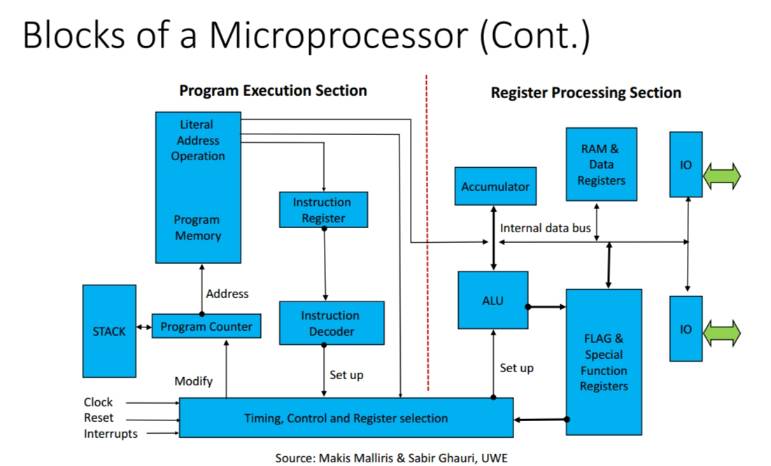 Blocks of a Microprocessor (Cont.)
Program Execution Section
Register Processing Section
Literal
Address
Operation
Program
Memory
Instruction
Register
Accumulator
RAM &
Data
Registers
IO
Internal data bus
Address
STACK
Program Counter
Instruction
Decoder
ALU
FLAG &
Special
Function
Registers
IO
Modify
Set up
Set up
Clock
Reset
Interrupts
Timing, Control and Register selection
Source: Makis Malliris & Sabir Ghauri, UWE